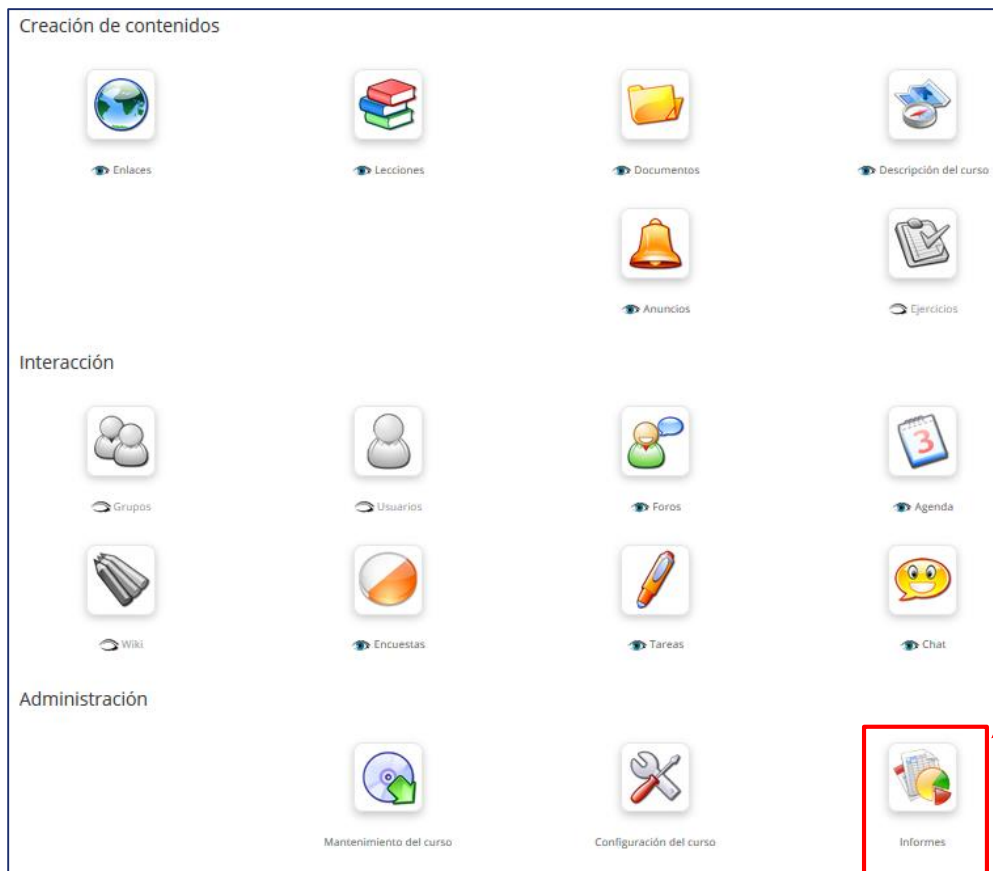 Creación de contenidos
Enlaces
Lecciones
Documentos
Descripción del curso
Anuncios
Ejercicios
Interacción
Grupos
Usuarios
Foros
3
Agenda
Wiki
Encuestas
Tareas
Chat
Administración
Mantenimiento del curso
Configuración del curso
Informes